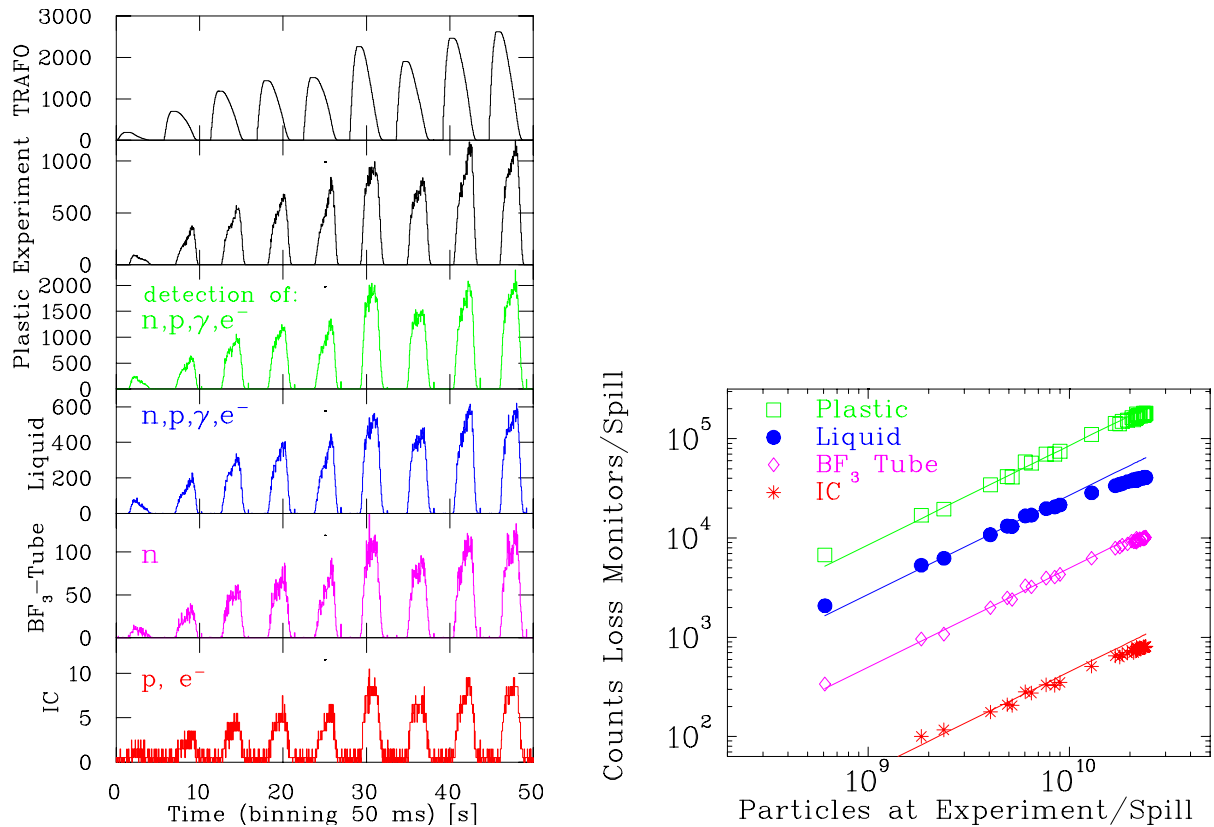 TRAFO
3000
2000
1000
0
Experiment
1000
500
0
Plastic
2000
1500
1000
500
0
detection of:
n,p,γ,e⁻
Liquid
600
400
200
0
n,p,γ,e⁻
BF₃–Tube
100
50
0
n
IC
10
5
0
p, e⁻
0 10 20 30 40 50
Time (binning 50 ms) [s]
Counts Loss Monitors/Spill
10⁵
10⁴
10³
10²
Plastic
Liquid
BF₃ Tube
IC
10⁹ 10¹⁰
Particles at Experiment/Spill